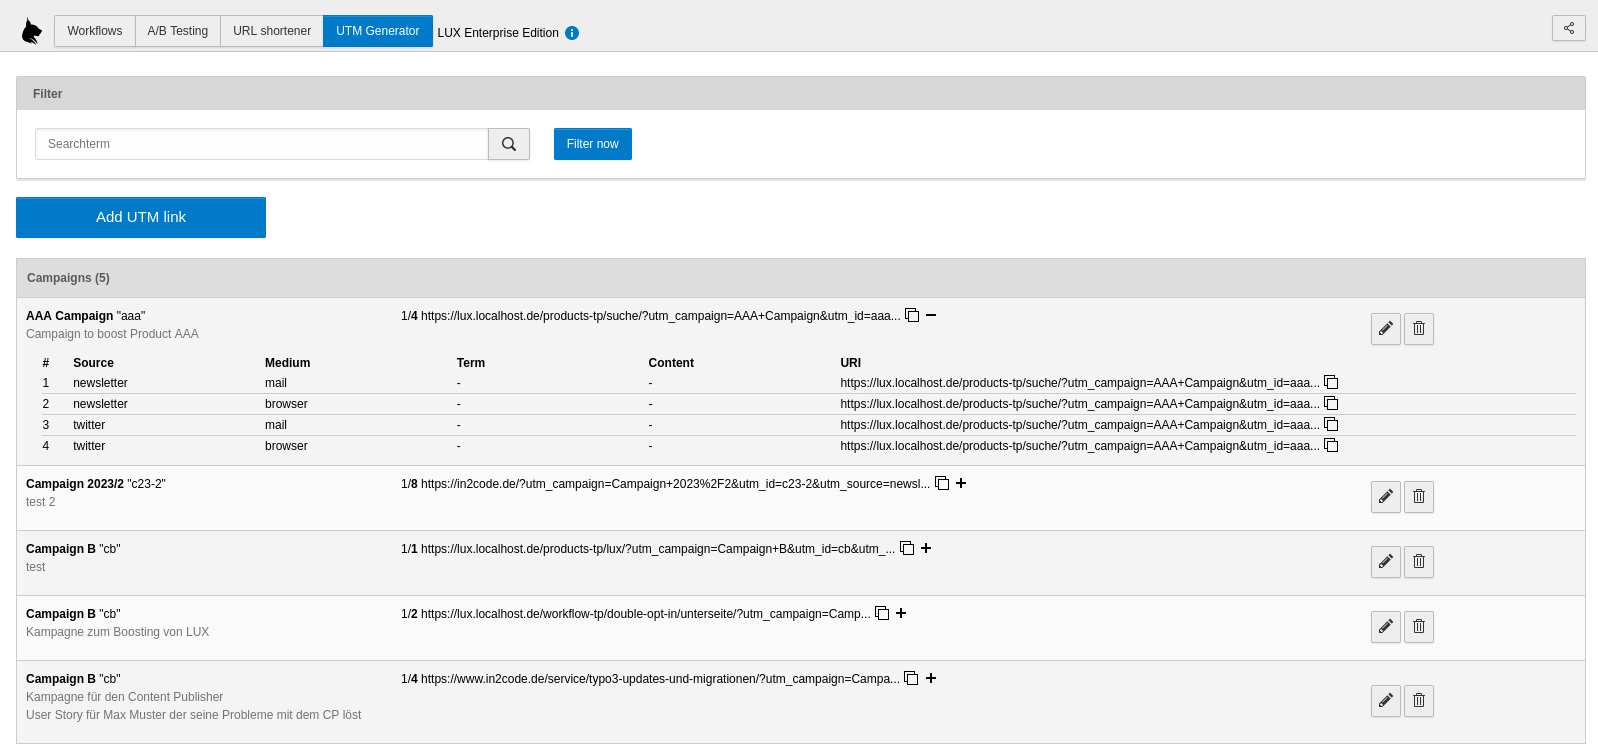 Workflows A/B Testing URL shortener UTM Generator LUX Enterprise Edition
Filter
Searchterm Filter now
Add UTM link
Campaigns (5)
AAA Campaign "aaa" 1/4 https://lux.localhost.de/products-tp/suche/?utm_campaign=AAA+Campaign&utm_id=aaa...
Campaign to boost Product AAA
# Source Medium Term Content URI
1 newsletter mail - - https://lux.localhost.de/products-tp/suche/?utm_campaign=AAA+Campaign&utm_id=aaa...
2 newsletter browser - - https://lux.localhost.de/products-tp/suche/?utm_campaign=AAA+Campaign&utm_id=aaa...
3 twitter mail - - https://lux.localhost.de/products-tp/suche/?utm_campaign=AAA+Campaign&utm_id=aaa...
4 twitter browser - - https://lux.localhost.de/products-tp/suche/?utm_campaign=AAA+Campaign&utm_id=aaa...
Campaign 2023/2 "c23-2" 1/8 https://in2code.de/?utm_campaign=Campaign+2023%2F2&utm_id=c23-2&utm_source=newsl...
test 2
Campaign B "cb" 1/1 https://lux.localhost.de/products-tp/lux/?utm_campaign=Campaign+B&utm_id=cb&utm_...
test
Campaign B "cb" 1/2 https://lux.localhost.de/workflow-tp/double-opt-in/unterseite/?utm_campaign=Camp...
Kampagne zum Boosting von LUX
Campaign B "cb" 1/4 https://www.in2code.de/service/typo3-updates-und-migrationen/?utm_campaign=Campa...
Kampagne für den Content Publisher
User Story für Max Muster der seine Probleme mit dem CP löst